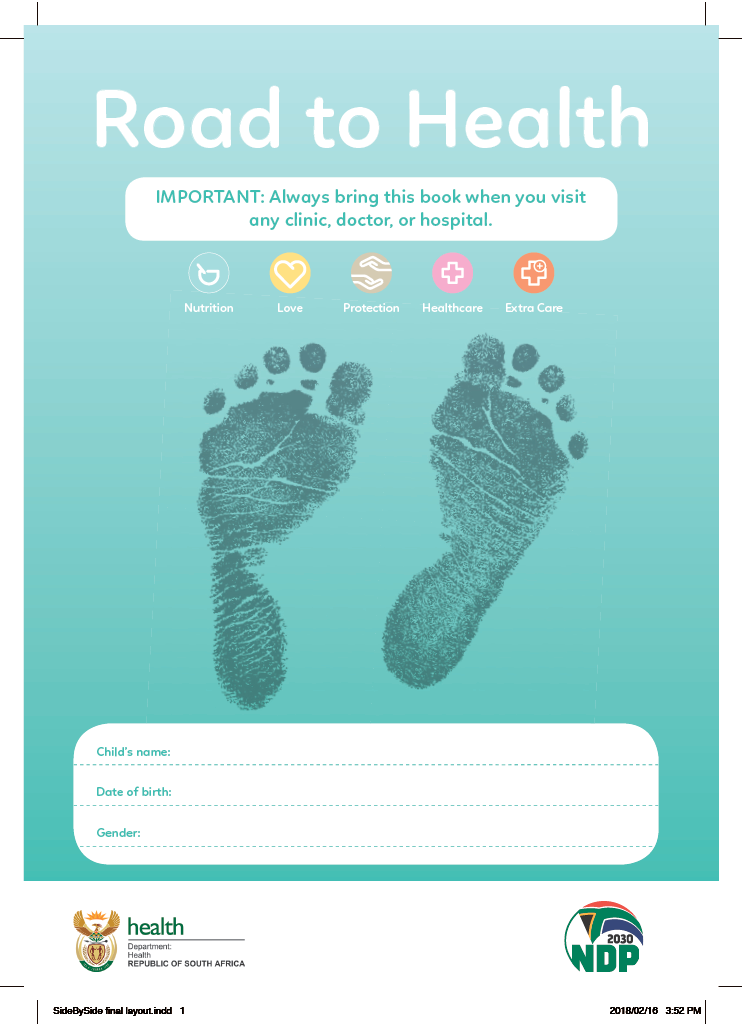 Road to Health
IMPORTANT: Always bring this book when you visit
any clinic, doctor, or hospital.
Nutrition Love Protection Healthcare Extra Care
Child's name:
Date of birth:
Gender:
health
Department:
Health
REPUBLIC OF SOUTH AFRICA
2030
NDP
SideBySide final layout.indd 1 2018/02/16 3:52 PM